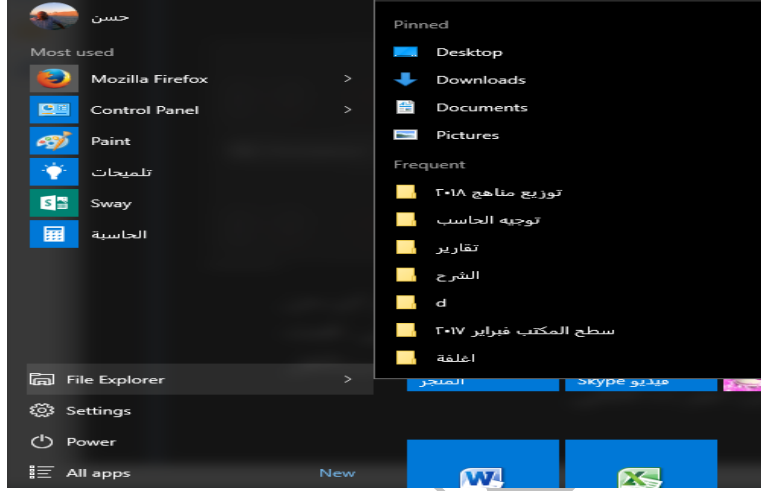 حسن
Most used
Mozilla Firefox
Control Panel
Paint
تلميحات
Sway
الحاسبة
File Explorer
Settings
Power
All apps New
Pinned
Desktop
Downloads
Documents
Pictures
Frequent
توزيع مناهج ٢٠١٨
توجيه الحاسب
تقارير
الشرح
d
سطح المكتب فبراير ٢٠١٧
اغلفة
المتجر
فيديو Skype